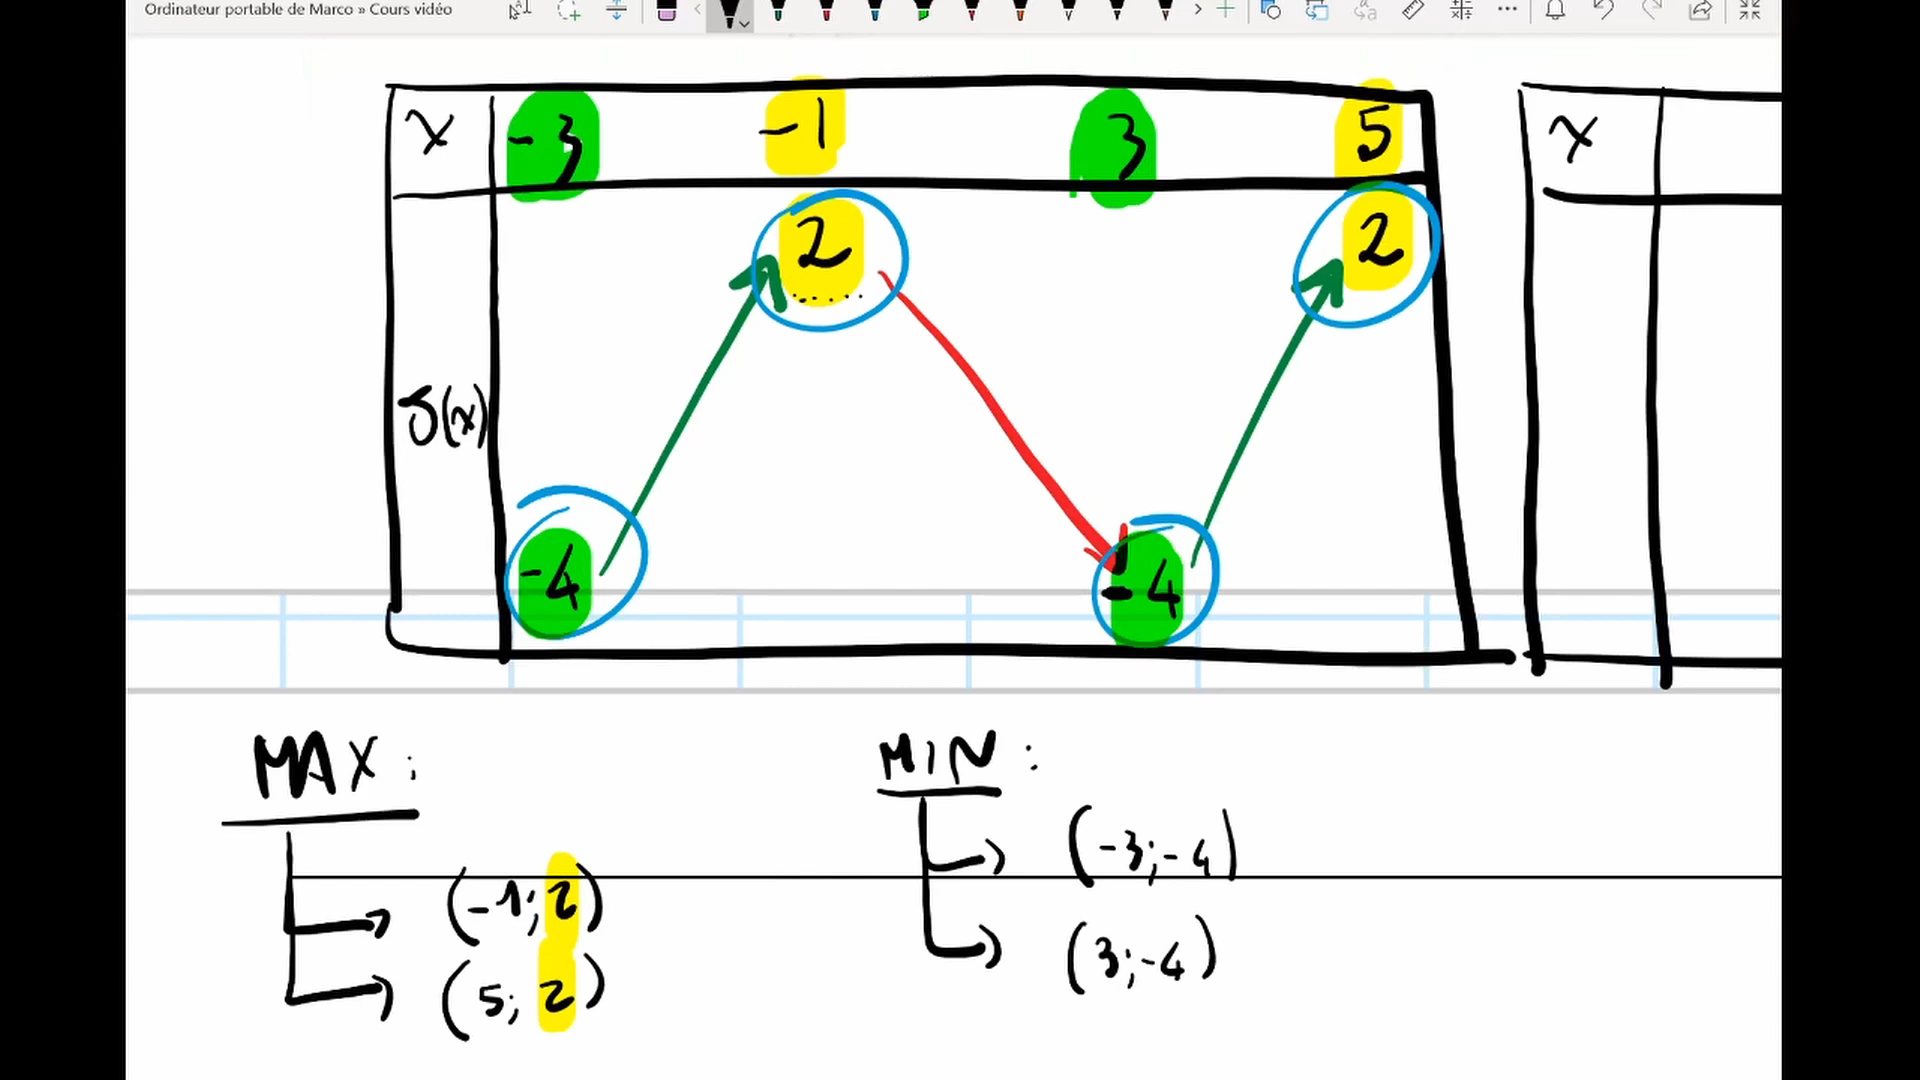 Ordinateur portable de Marco » Cours vidéo
x -3 -1 3 5 x
2 2
f(x)
-4 -4
MAX : MIN :
(-3;-4)
(-1;2)
(3;-4)
(5; 2)